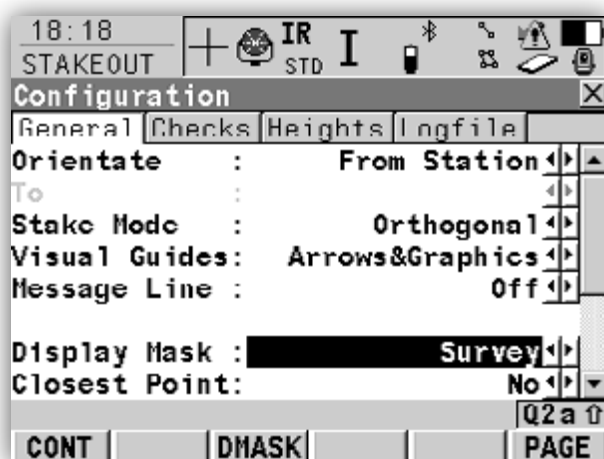 18:18
STAKEOUT
IR
STD
I
Configuration
General Checks Heights Logfile
Orientate : From Station
To :
Stake Mode : Orthogonal
Visual Guides: Arrows&Graphics
Message Line : Off
Display Mask : Survey
Closest Point: No
Q2a⇧
CONT DMASK PAGE